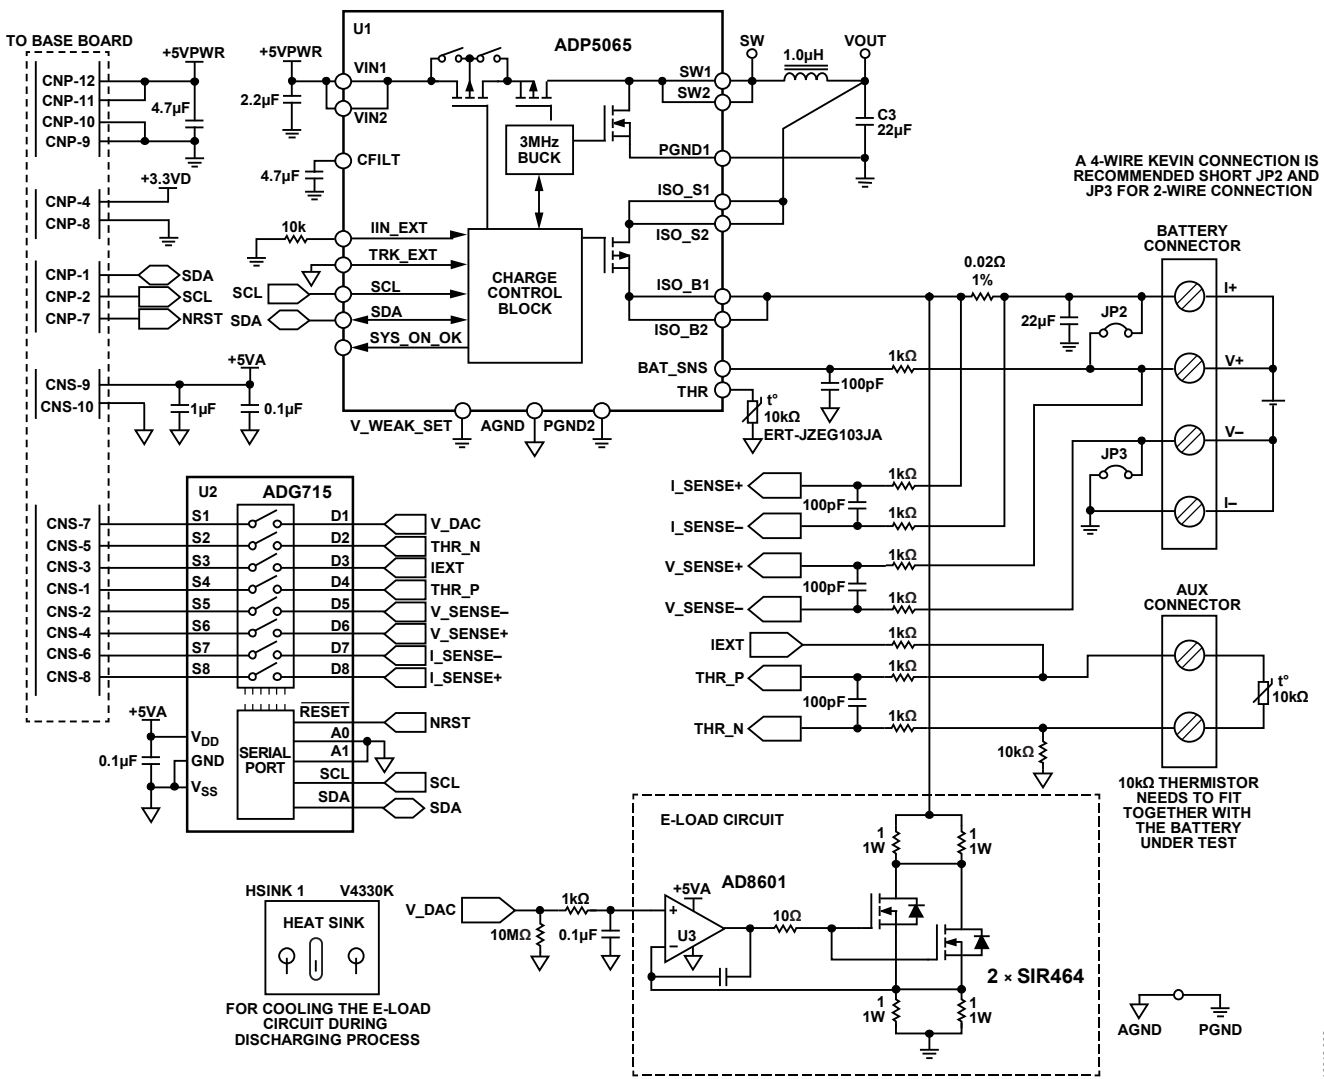 TO BASE BOARD
CNP-12
CNP-11
CNP-10
CNP-9
+5VPWR
4.7µF
CNP-4
CNP-8
+3.3VD
CNP-1
CNP-2
CNP-7
SDA
SCL
NRST
CNS-9
CNS-10
+5VA
1µF
0.1µF
CNS-7
CNS-5
CNS-3
CNS-1
CNS-2
CNS-4
CNS-6
CNS-8
U1
ADP5065
+5VPWR
2.2µF
VIN1
VIN2
CFILT
4.7µF
10k
IIN_EXT
TRK_EXT
SCL
SCL
SDA
SDA
SYS_ON_OK
3MHz
BUCK
CHARGE
CONTROL
BLOCK
SW1
SW2
PGND1
ISO_S1
ISO_S2
ISO_B1
ISO_B2
BAT_SNS
THR
V_WEAK_SET
AGND
PGND2
SW
1.0µH
VOUT
C3
22µF
t°
10kΩ
ERT-JZEG103JA
100pF
1kΩ
0.02Ω
1%
22µF
JP2
JP3
A 4-WIRE KEVIN CONNECTION IS
RECOMMENDED SHORT JP2 AND
JP3 FOR 2-WIRE CONNECTION
BATTERY
CONNECTOR
I+
V+
V–
I–
U2
ADG715
S1
S2
S3
S4
S5
S6
S7
S8
D1
D2
D3
D4
D5
D6
D7
D8
V_DAC
THR_N
IEXT
THR_P
V_SENSE–
V_SENSE+
I_SENSE–
I_SENSE+
+5VA
0.1µF
VDD
GND
VSS
SERIAL
PORT
RESET
A0
A1
SCL
SDA
NRST
SCL
SDA
I_SENSE+
1kΩ
100pF
I_SENSE–
1kΩ
V_SENSE+
1kΩ
100pF
V_SENSE–
1kΩ
IEXT
1kΩ
THR_P
1kΩ
100pF
THR_N
1kΩ
10kΩ
AUX
CONNECTOR
t°
10kΩ
10kΩ THERMISTOR
NEEDS TO FIT
TOGETHER WITH
THE BATTERY
UNDER TEST
HSINK 1
V4330K
HEAT SINK
FOR COOLING THE E-LOAD
CIRCUIT DURING
DISCHARGING PROCESS
V_DAC
1kΩ
10MΩ
0.1µF
E-LOAD CIRCUIT
AD8601
+5VA
+
–
U3
10Ω
1
1W
1
1W
2 × SIR464
1
1W
1
1W
AGND
PGND